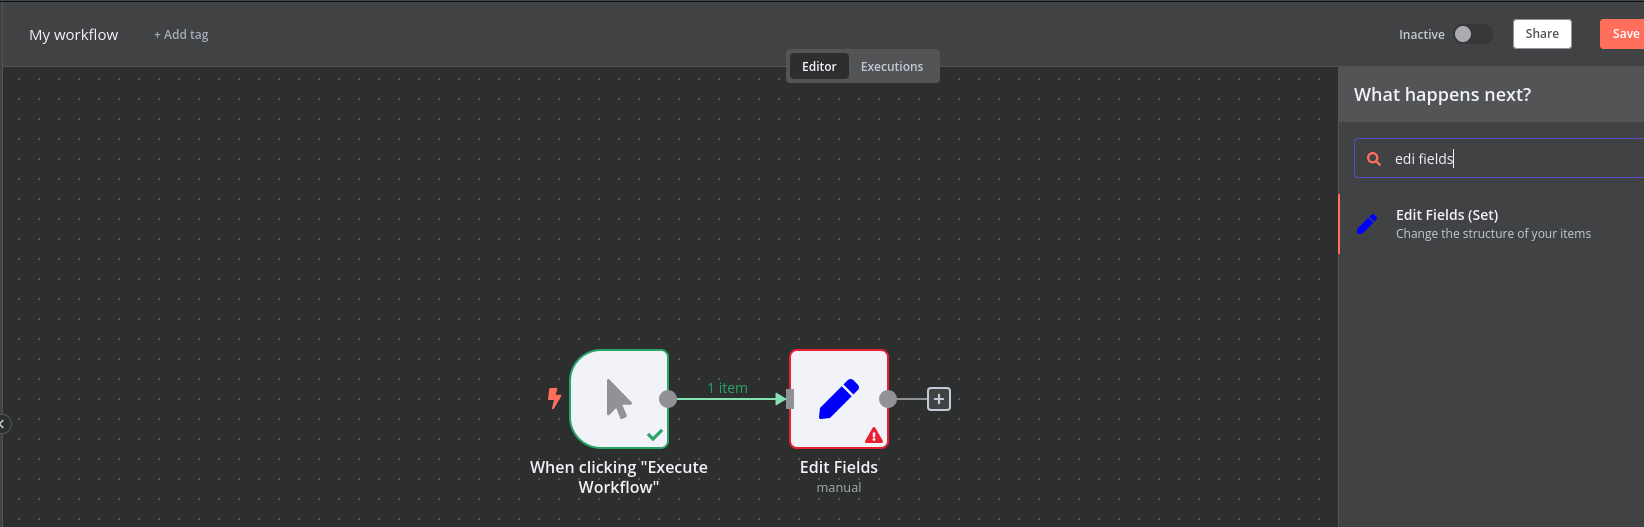 My workflow
+ Add tag
Inactive
Share
Save
Editor
Executions
What happens next?
edi fields
Edit Fields (Set)
Change the structure of your items
1 item
When clicking "Execute
Workflow"
Edit Fields
manual